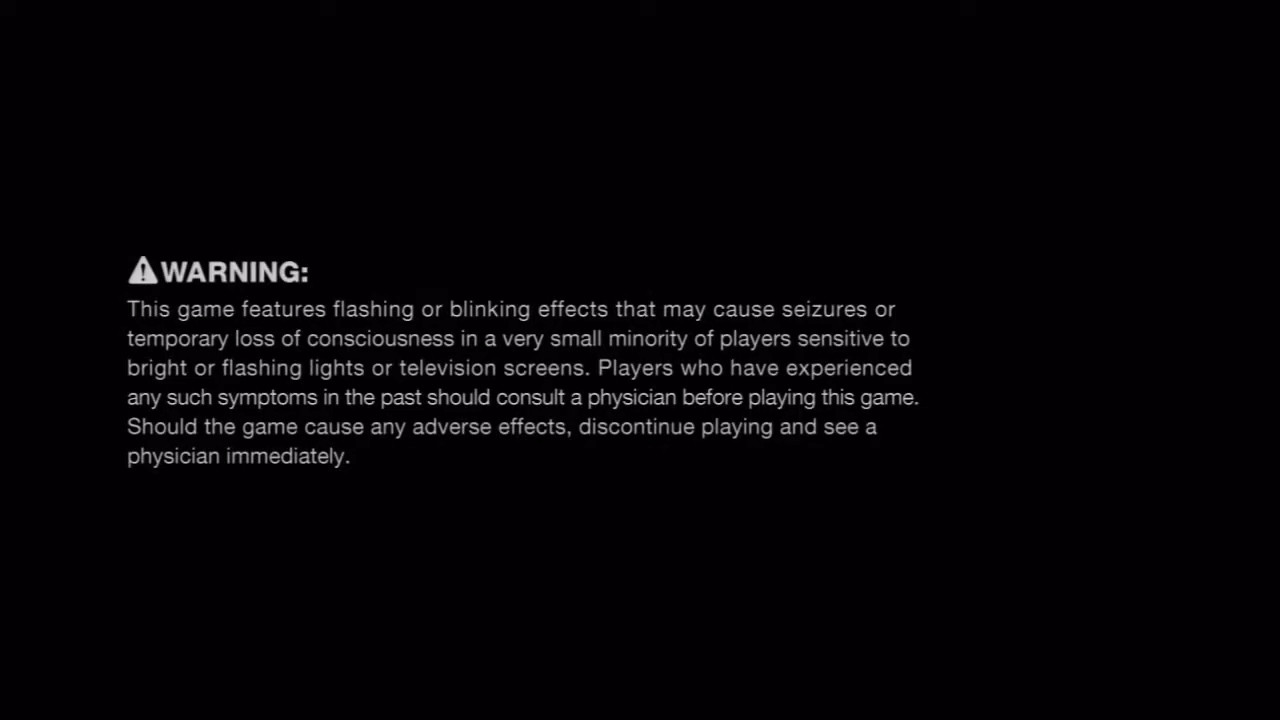 ⚠WARNING:
This game features flashing or blinking effects that may cause seizures or
temporary loss of consciousness in a very small minority of players sensitive to
bright or flashing lights or television screens. Players who have experienced
any such symptoms in the past should consult a physician before playing this game.
Should the game cause any adverse effects, discontinue playing and see a
physician immediately.